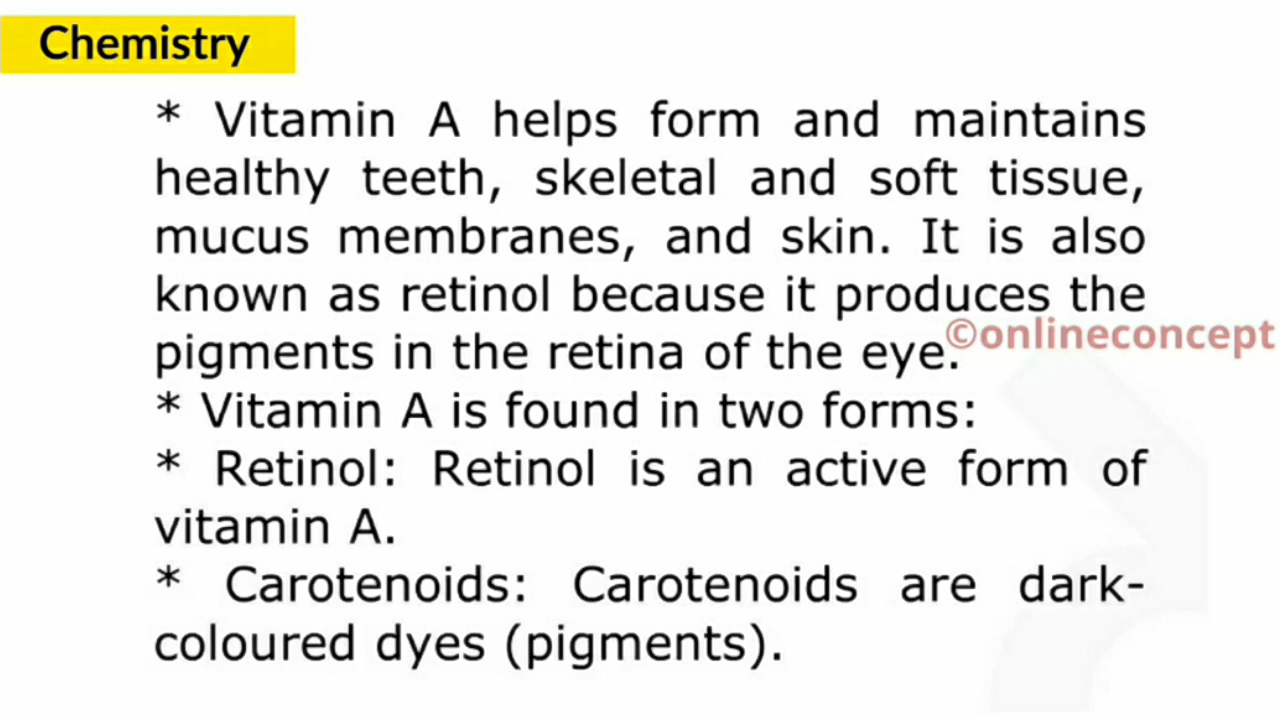 Chemistry
* Vitamin A helps form and maintains
healthy teeth, skeletal and soft tissue,
mucus membranes, and skin. It is also
known as retinol because it produces the
©onlineconcept
pigments in the retina of the eye.
* Vitamin A is found in two forms:
* Retinol: Retinol is an active form of
vitamin A.
* Carotenoids: Carotenoids are dark-
coloured dyes (pigments).